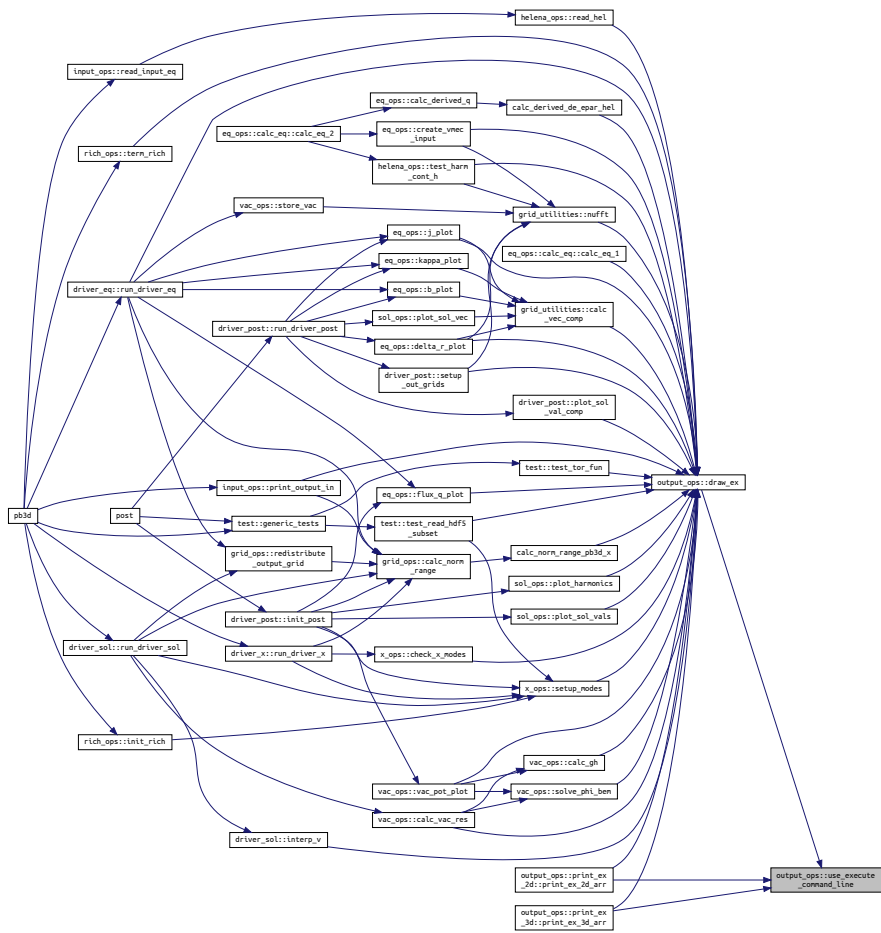 helena_ops::read_hel
input_ops::read_input_eq
eq_ops::calc_derived_q
calc_derived_de_epar_hel
eq_ops::create_vmec
_input
eq_ops::calc_eq::calc_eq_2
rich_ops::term_rich
helena_ops::test_harm
_cont_h
vac_ops::store_vac
grid_utilities::nufft
eq_ops::j_plot
eq_ops::calc_eq::calc_eq_1
eq_ops::kappa_plot
driver_eq::run_driver_eq
eq_ops::b_plot
grid_utilities::calc
_vec_comp
sol_ops::plot_sol_vec
driver_post::run_driver_post
eq_ops::delta_r_plot
driver_post::setup
_out_grids
driver_post::plot_sol
_val_comp
test::test_tor_fun
output_ops::draw_ex
input_ops::print_output_in
eq_ops::flux_q_plot
pb3d
post
test::generic_tests
test::test_read_hdf5
_subset
grid_ops::redistribute
_output_grid
calc_norm_range_pb3d_x
grid_ops::calc_norm
_range
sol_ops::plot_harmonics
driver_post::init_post
sol_ops::plot_sol_vals
driver_sol::run_driver_sol
driver_x::run_driver_x
x_ops::check_x_modes
x_ops::setup_modes
rich_ops::init_rich
vac_ops::calc_gh
vac_ops::vac_pot_plot
vac_ops::solve_phi_bem
vac_ops::calc_vac_res
driver_sol::interp_v
output_ops::print_ex
_2d::print_ex_2d_arr
output_ops::use_execute
_command_line
output_ops::print_ex
_3d::print_ex_3d_arr